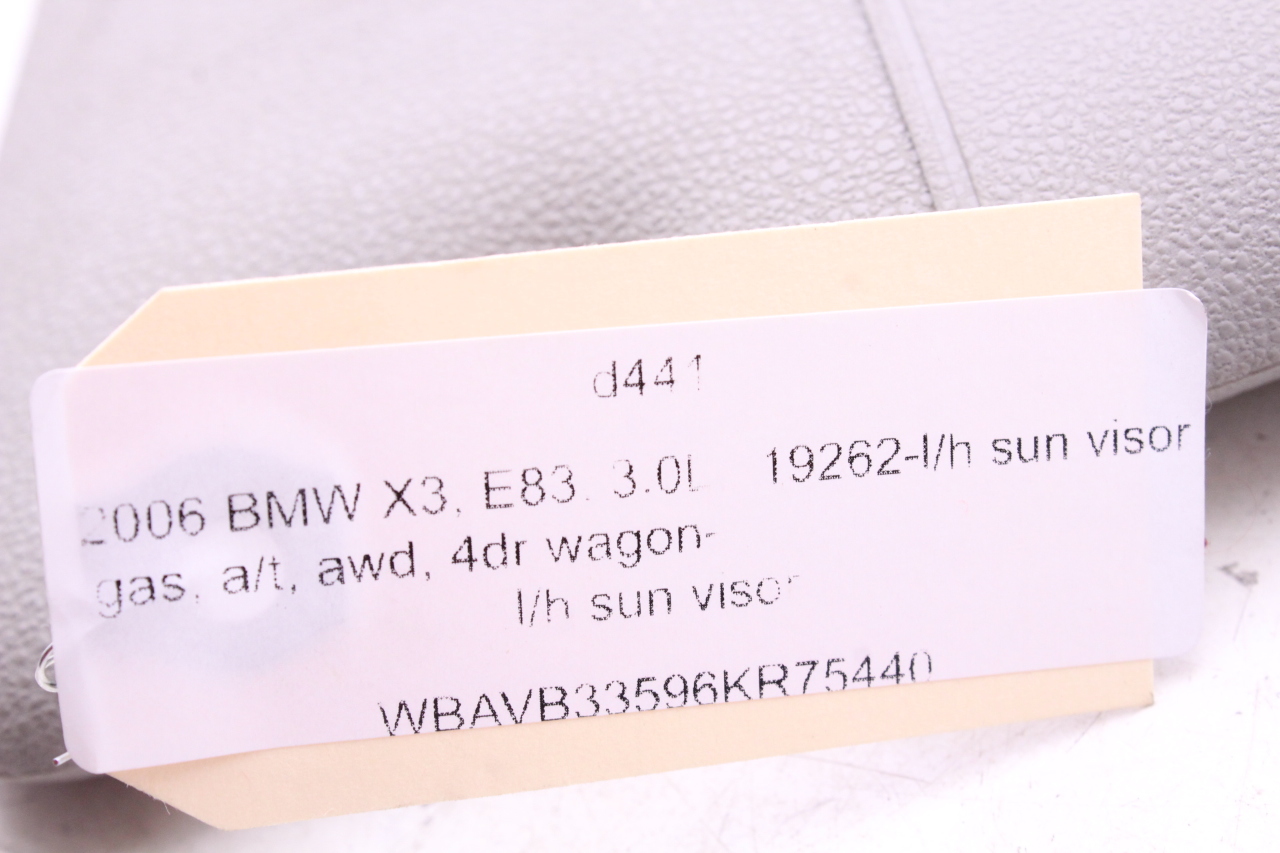 d441
2006 BMW X3, E83. 3.0L 19262-l/h sun visor
gas, a/t, awd, 4dr wagon-
l/h sun visor
WBAVB33596KR75440